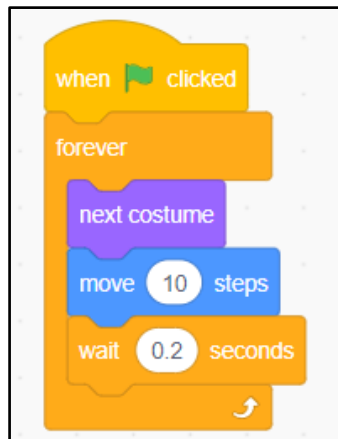 when clicked
forever
next costume
move 10 steps
wait 0.2 seconds